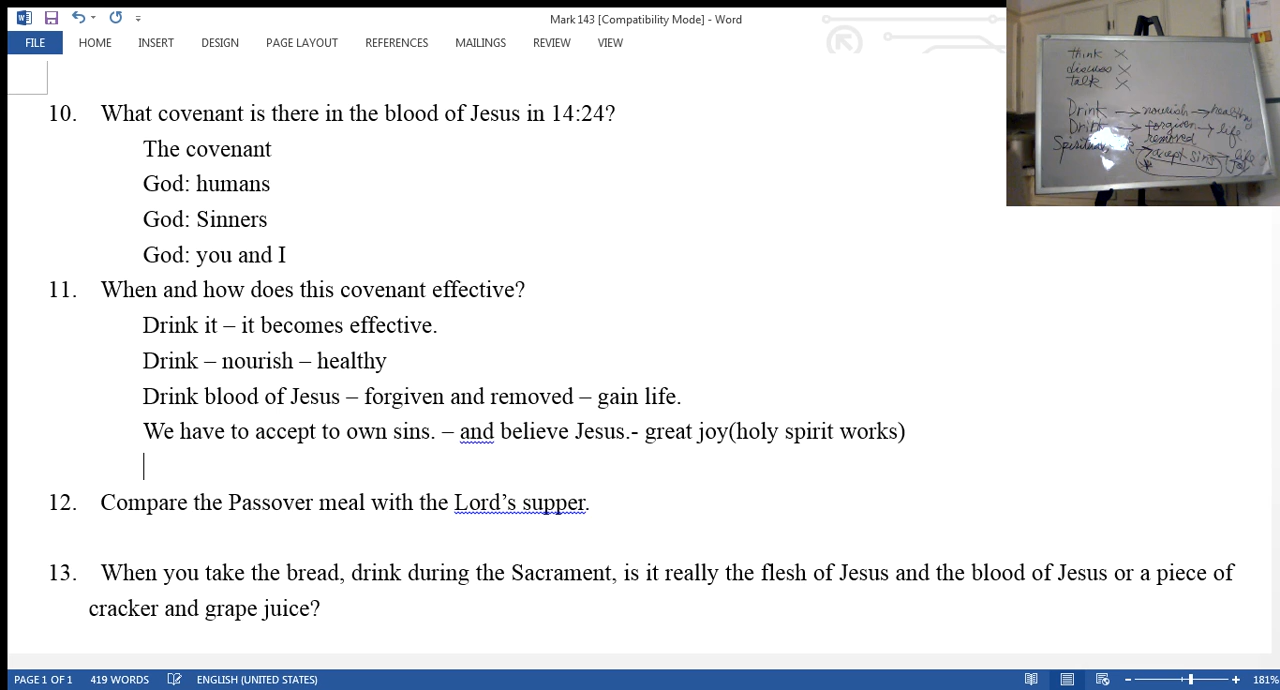 Mark 143 [Compatibility Mode] - Word
FILE HOME INSERT DESIGN PAGE LAYOUT REFERENCES MAILINGS REVIEW VIEW
10. What covenant is there in the blood of Jesus in 14:24?
The covenant
God: humans
God: Sinners
God: you and I
11. When and how does this covenant effective?
Drink it – it becomes effective.
Drink – nourish – healthy
Drink blood of Jesus – forgiven and removed – gain life.
We have to accept to own sins. – and believe Jesus.- great joy(holy spirit works)
12. Compare the Passover meal with the Lord's supper.
13. When you take the bread, drink during the Sacrament, is it really the flesh of Jesus and the blood of Jesus or a piece of
cracker and grape juice?
PAGE 1 OF 1 419 WORDS ENGLISH (UNITED STATES) 181%
think X
discuss X
talk X
Drink → nourish → healthy
→ forgiven → life
removed
→ accept sins → life